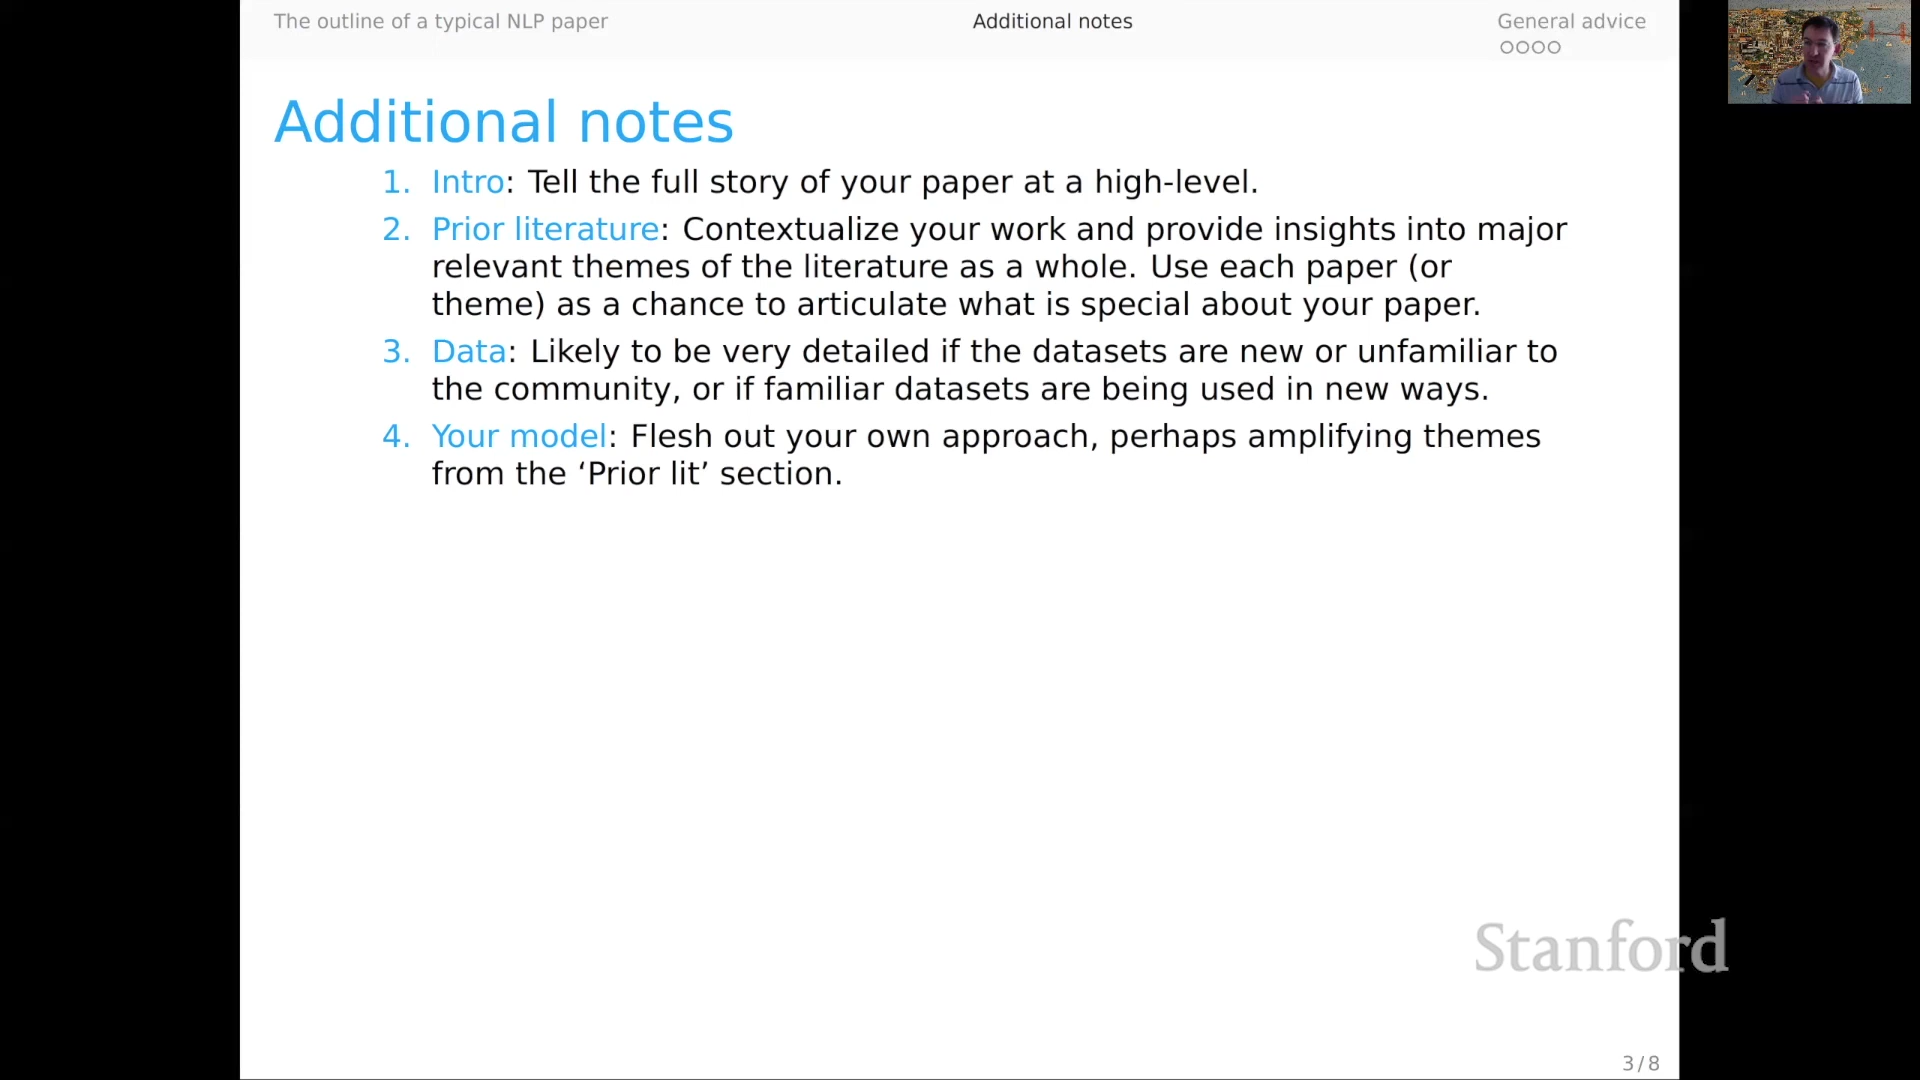 The outline of a typical NLP paper
Additional notes
General advice
Additional notes
1. Intro: Tell the full story of your paper at a high-level.
2. Prior literature: Contextualize your work and provide insights into major
relevant themes of the literature as a whole. Use each paper (or
theme) as a chance to articulate what is special about your paper.
3. Data: Likely to be very detailed if the datasets are new or unfamiliar to
the community, or if familiar datasets are being used in new ways.
4. Your model: Flesh out your own approach, perhaps amplifying themes
from the ‘Prior lit’ section.
Stanford
3/8